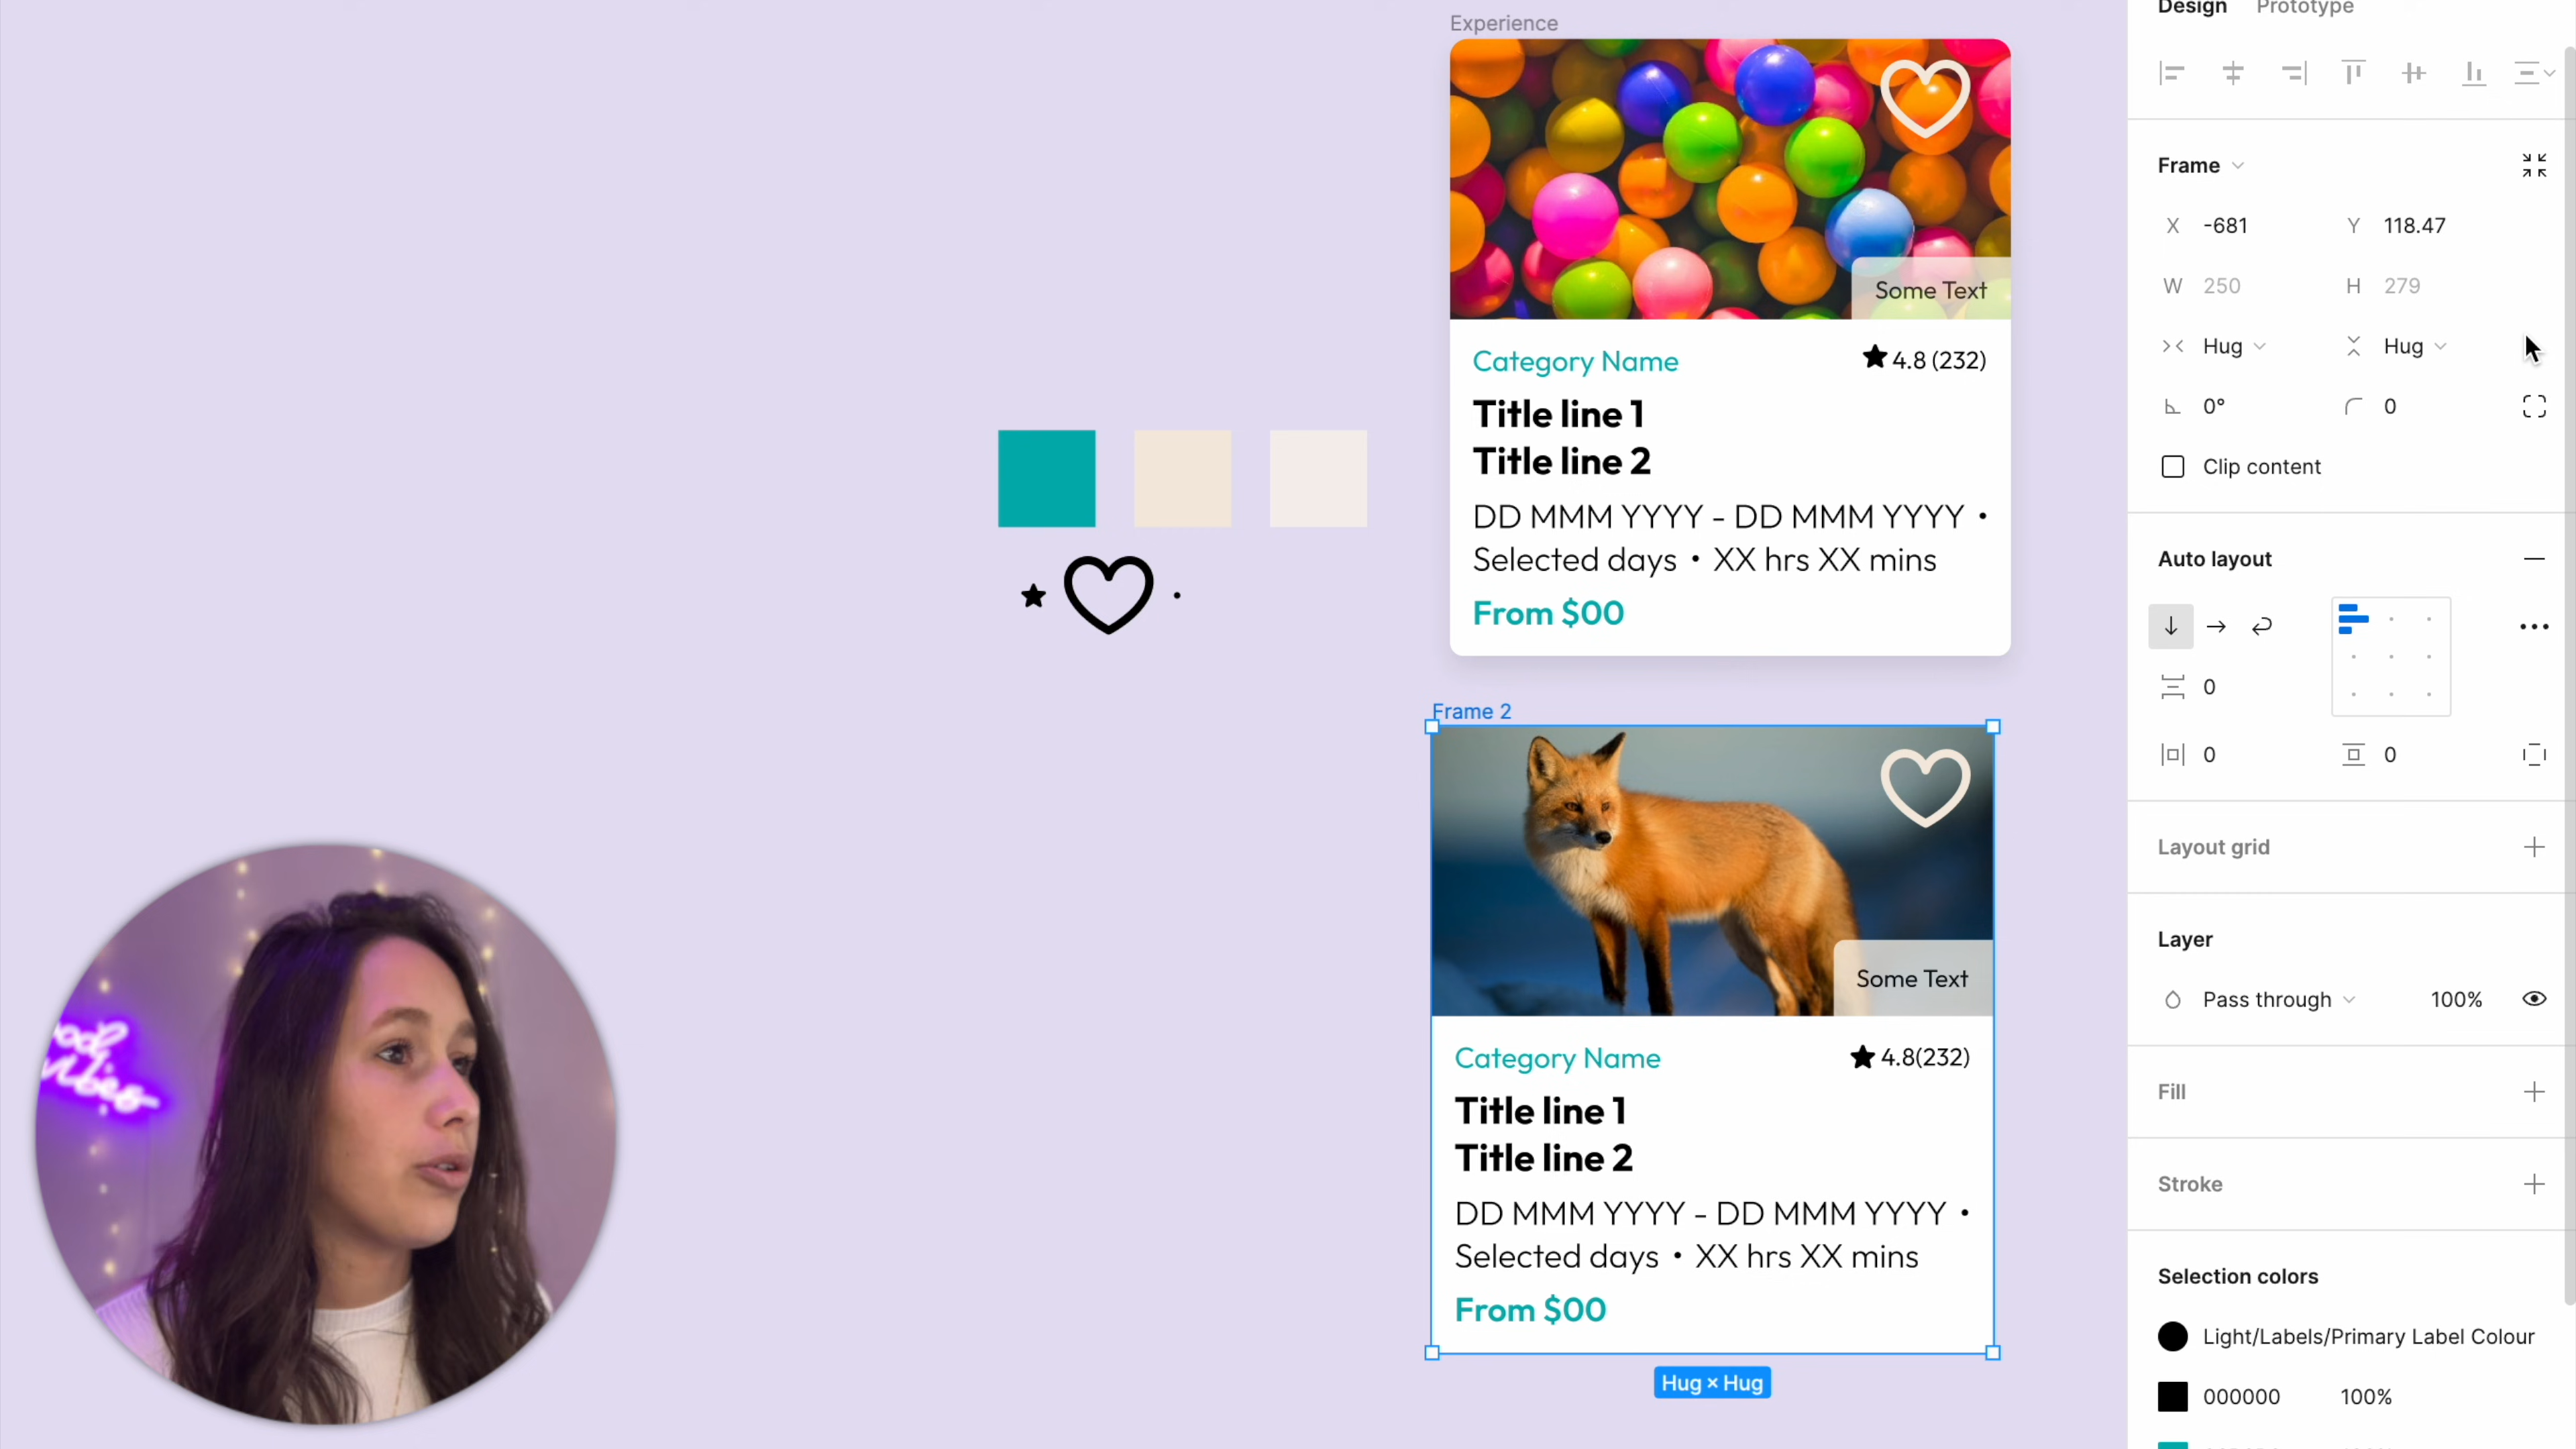 Experience
Some Text
Category Name
4.8 (232)
Title line 1
Title line 2
DD MMM YYYY - DD MMM YYYY •
Selected days • XX hrs XX mins
From $00
Frame 2
Some Text
Category Name
4.8(232)
Title line 1
Title line 2
DD MMM YYYY - DD MMM YYYY •
Selected days • XX hrs XX mins
From $00
Hug × Hug
Design Prototype
Frame
X -681 Y 118.47
W 250 H 279
Hug Hug
0° 0
Clip content
Auto layout
0
0 0
Layout grid
Layer
Pass through 100%
Fill
Stroke
Selection colors
Light/Labels/Primary Label Colour
000000 100%